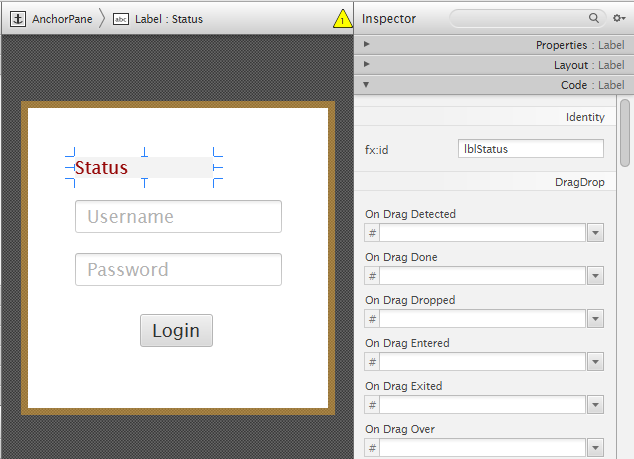 AnchorPane
abc
Label : Status
1
Status
Username
Password
Login
Inspector
Properties : Label
Layout : Label
Code : Label
Identity
fx:id
lblStatus
DragDrop
On Drag Detected
#
On Drag Done
#
On Drag Dropped
#
On Drag Entered
#
On Drag Exited
#
On Drag Over
#